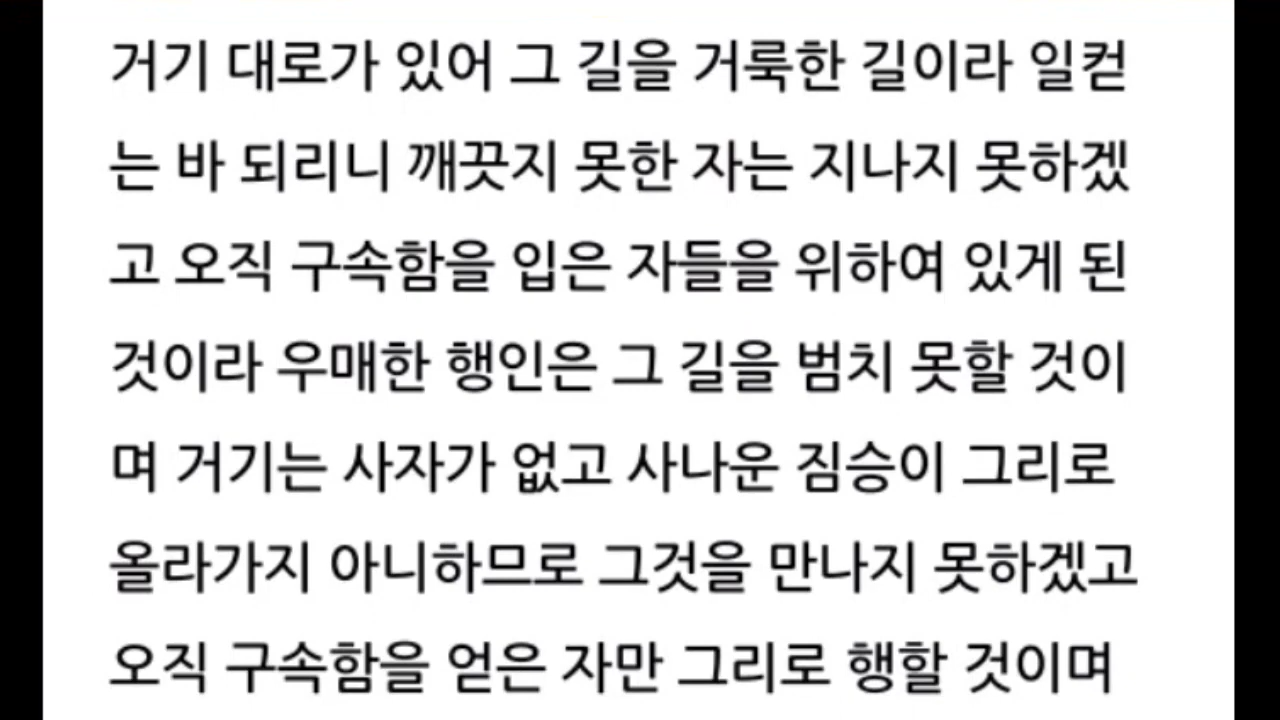 거기 대로가 있어 그 길을 거룩한 길이라 일컫
는 바 되리니 깨끗지 못한 자는 지나지 못하겠
고 오직 구속함을 입은 자들을 위하여 있게 된
것이라 우매한 행인은 그 길을 범치 못할 것이
며 거기는 사자가 없고 사나운 짐승이 그리로
올라가지 아니하므로 그것을 만나지 못하겠고
오직 구속함을 얻은 자만 그리로 행할 것이며